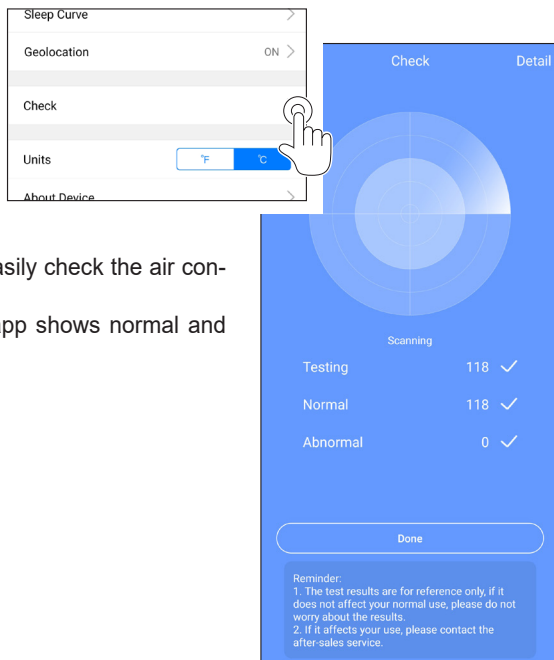 Sleep Curve
Geolocation ON
Check
Units °F °C
About Device
check the air con-
app shows normal and
Check Detail
Scanning
Testing 118
Normal 118
Abnormal 0
Done
Reminder:
1. The test results are for reference only, if it
does not affect your normal use, please do not
worry about the results.
2. If it affects your use, please contact the
after-sales service.